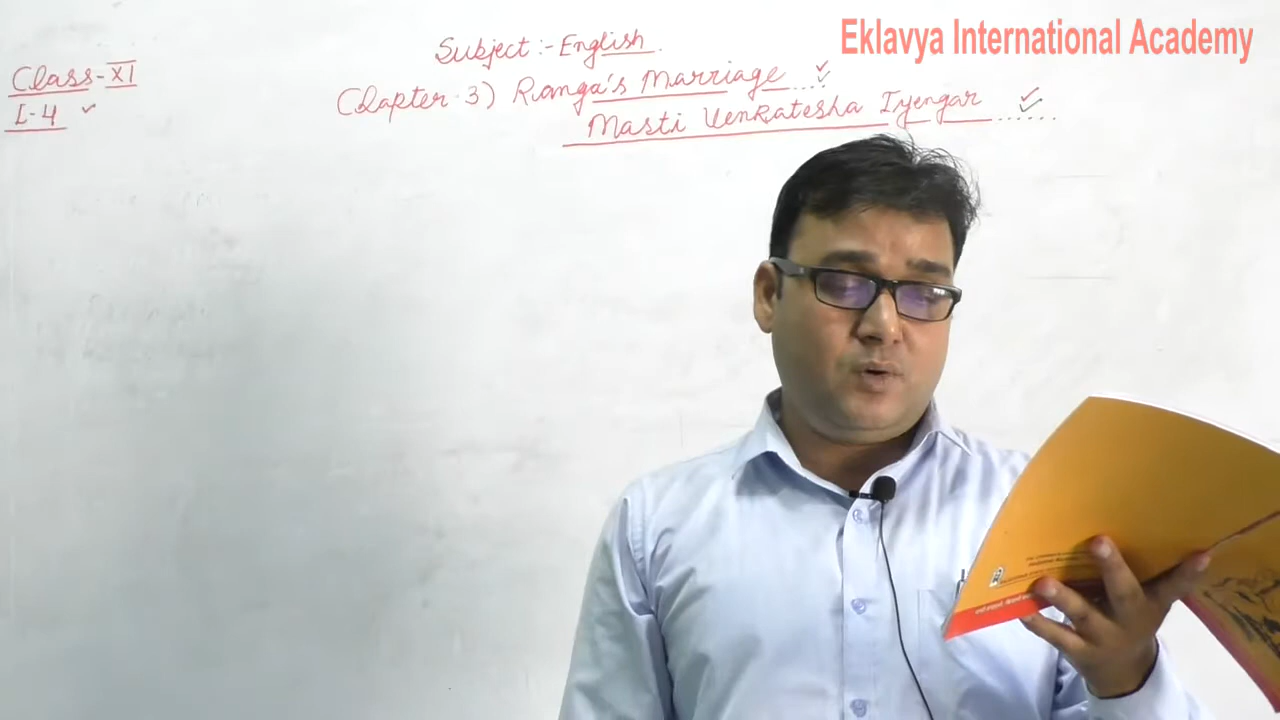 Eklavya International Academy
Subject :- English.
Class-XI
L-4
Chapter 3) Ranga's Marriage
Masti Venkatesha Iyengar